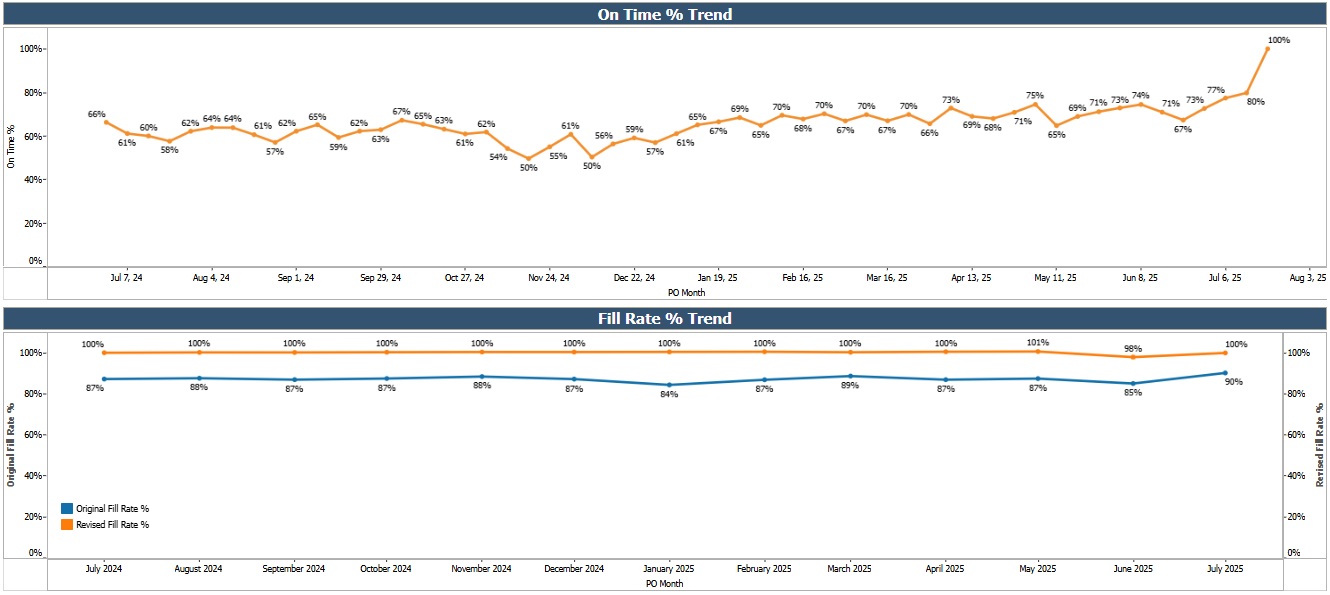 On Time % Trend
100%
80%
60%
40%
20%
0%
On Time %
66%
61%
60%
58%
62%
64%
64%
61%
57%
62%
65%
59%
62%
63%
67%
65%
63%
61%
62%
54%
50%
55%
61%
50%
56%
59%
57%
61%
65%
67%
69%
65%
70%
68%
70%
67%
70%
67%
70%
66%
73%
69%
68%
71%
75%
65%
69%
71%
73%
74%
71%
67%
73%
77%
80%
100%
Jul 7, 24
Aug 4, 24
Sep 1, 24
Sep 29, 24
Oct 27, 24
Nov 24, 24
Dec 22, 24
Jan 19, 25
Feb 16, 25
Mar 16, 25
Apr 13, 25
May 11, 25
Jun 8, 25
Jul 6, 25
Aug 3, 25
PO Month
Fill Rate % Trend
100%
80%
60%
40%
20%
0%
Original Fill Rate %
100%
100%
100%
100%
100%
100%
100%
100%
100%
100%
101%
98%
100%
87%
88%
87%
87%
88%
87%
84%
87%
89%
87%
87%
85%
90%
Original Fill Rate %
Revised Fill Rate %
100%
80%
60%
40%
20%
0%
Revised Fill Rate %
July 2024
August 2024
September 2024
October 2024
November 2024
December 2024
January 2025
February 2025
March 2025
April 2025
May 2025
June 2025
July 2025
PO Month